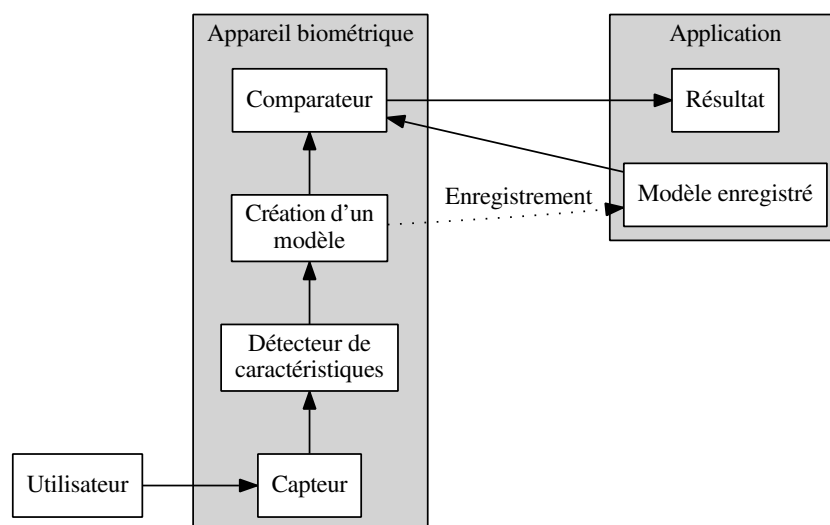 Appareil biométrique
Application
Comparateur
Résultat
Création d’un
modèle
Enregistrement
Modèle enregistré
Détecteur de
caractéristiques
Utilisateur
Capteur